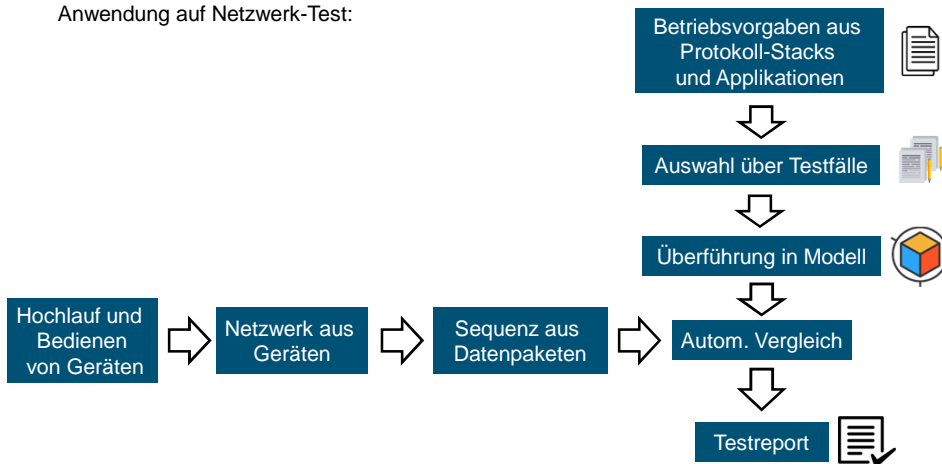 Anwendung auf Netzwerk-Test:
Betriebsvorgaben aus
Protokoll-Stacks
und Applikationen
Auswahl über Testfälle
Überführung in Modell
Hochlauf und
Bedienen
von Geräten
Netzwerk aus
Geräten
Sequenz aus
Datenpaketen
Autom. Vergleich
Testreport